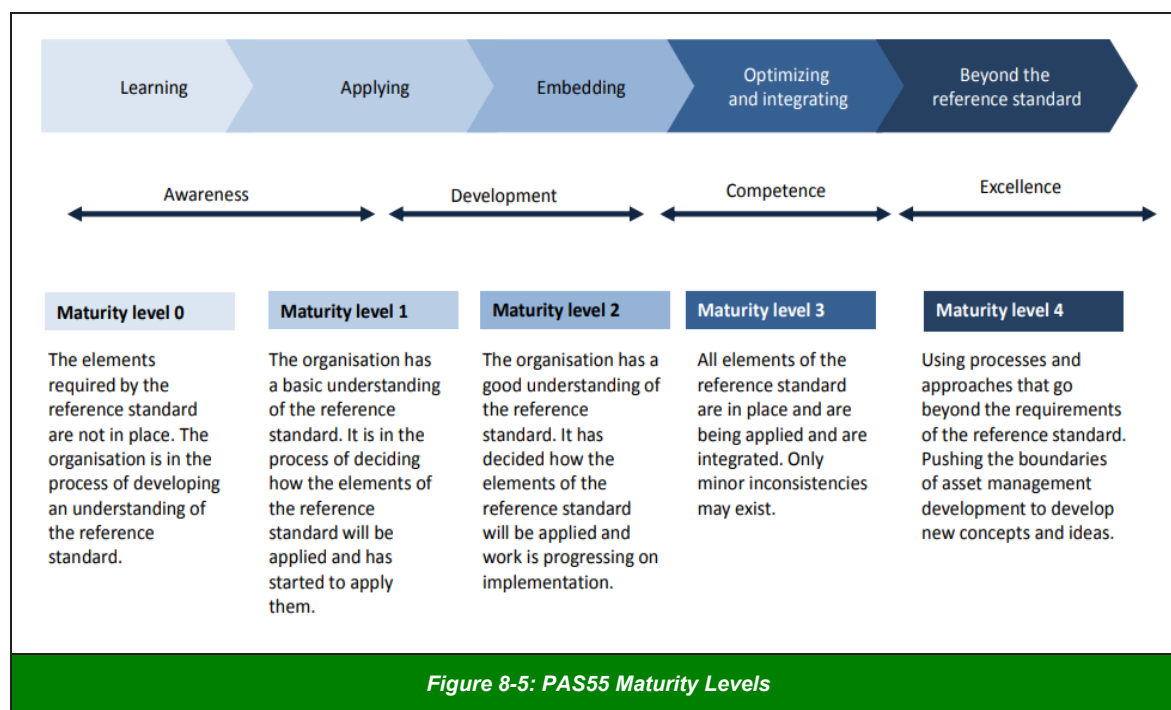 Learning
Applying
Embedding
Optimizing
and integrating
Beyond the
reference standard
Awareness
Development
Competence
Excellence
Maturity level 0
The elements
required by the
reference standard
are not in place. The
organisation is in the
process of developing
an understanding of
the reference
standard.
Maturity level 1
The organisation has
a basic understanding
of the reference
standard. It is in the
process of deciding
how the elements of
the reference
standard will be
applied and has
started to apply
them.
Maturity level 2
The organisation has a
good understanding of
the reference
standard. It has
decided how the
elements of the
reference standard
will be applied and
work is progressing on
implementation.
Maturity level 3
All elements of the
reference standard
are in place and are
being applied and are
integrated. Only
minor inconsistencies
may exist.
Maturity level 4
Using processes and
approaches that go
beyond the requirements
of the reference standard.
Pushing the boundaries
of asset management
development to develop
new concepts and ideas.
Figure 8-5: PAS55 Maturity Levels